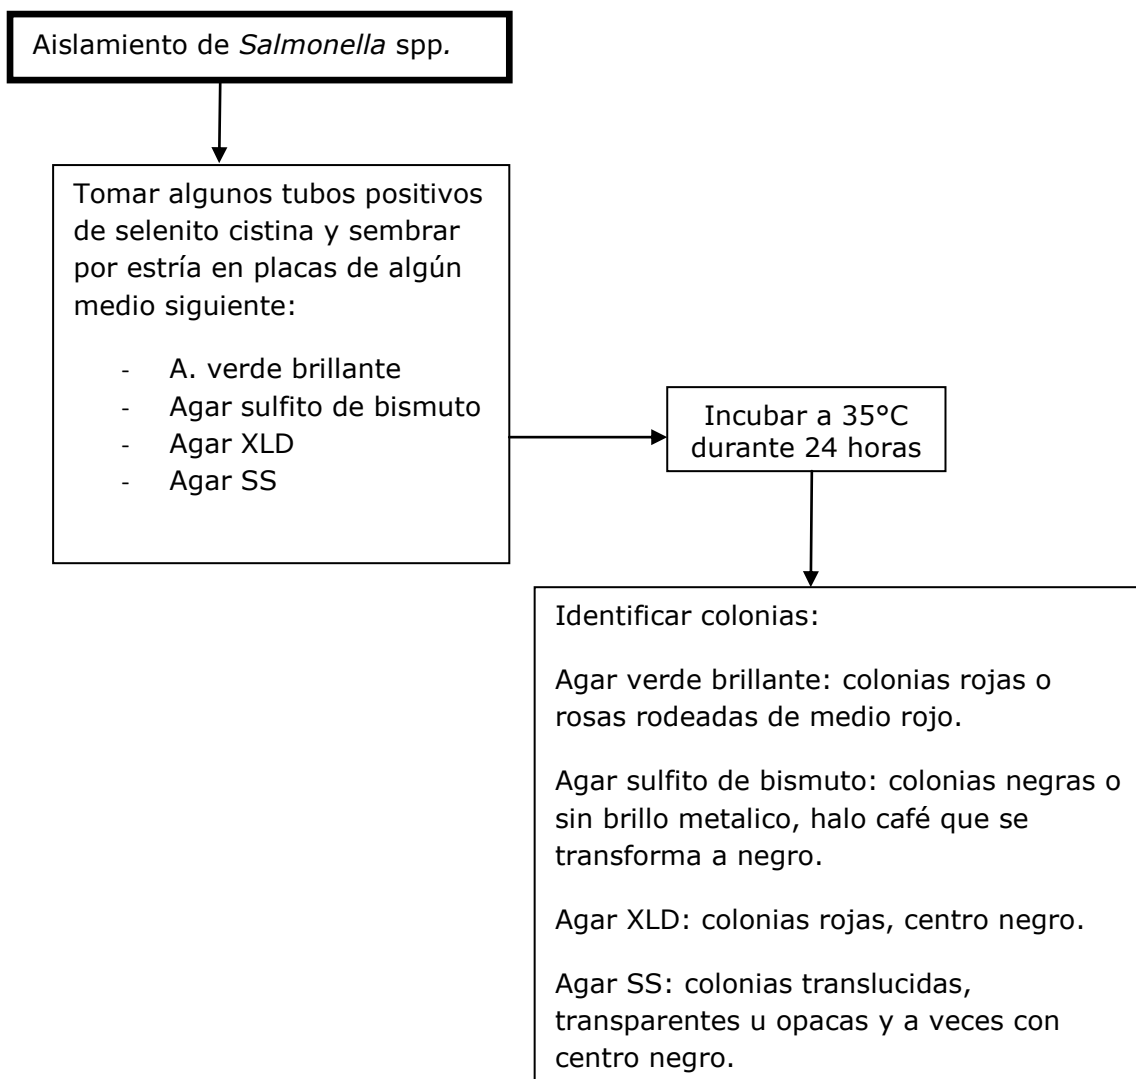 Aislamiento de Salmonella spp.
Tomar algunos tubos positivos
de selenito cistina y sembrar
por estría en placas de algún
medio siguiente:
- A. verde brillante
- Agar sulfito de bismuto
- Agar XLD
- Agar SS
Incubar a 35°C
durante 24 horas
Identificar colonias:
Agar verde brillante: colonias rojas o
rosas rodeadas de medio rojo.
Agar sulfito de bismuto: colonias negras o
sin brillo metalico, halo café que se
transforma a negro.
Agar XLD: colonias rojas, centro negro.
Agar SS: colonias translucidas,
transparentes u opacas y a veces con
centro negro.